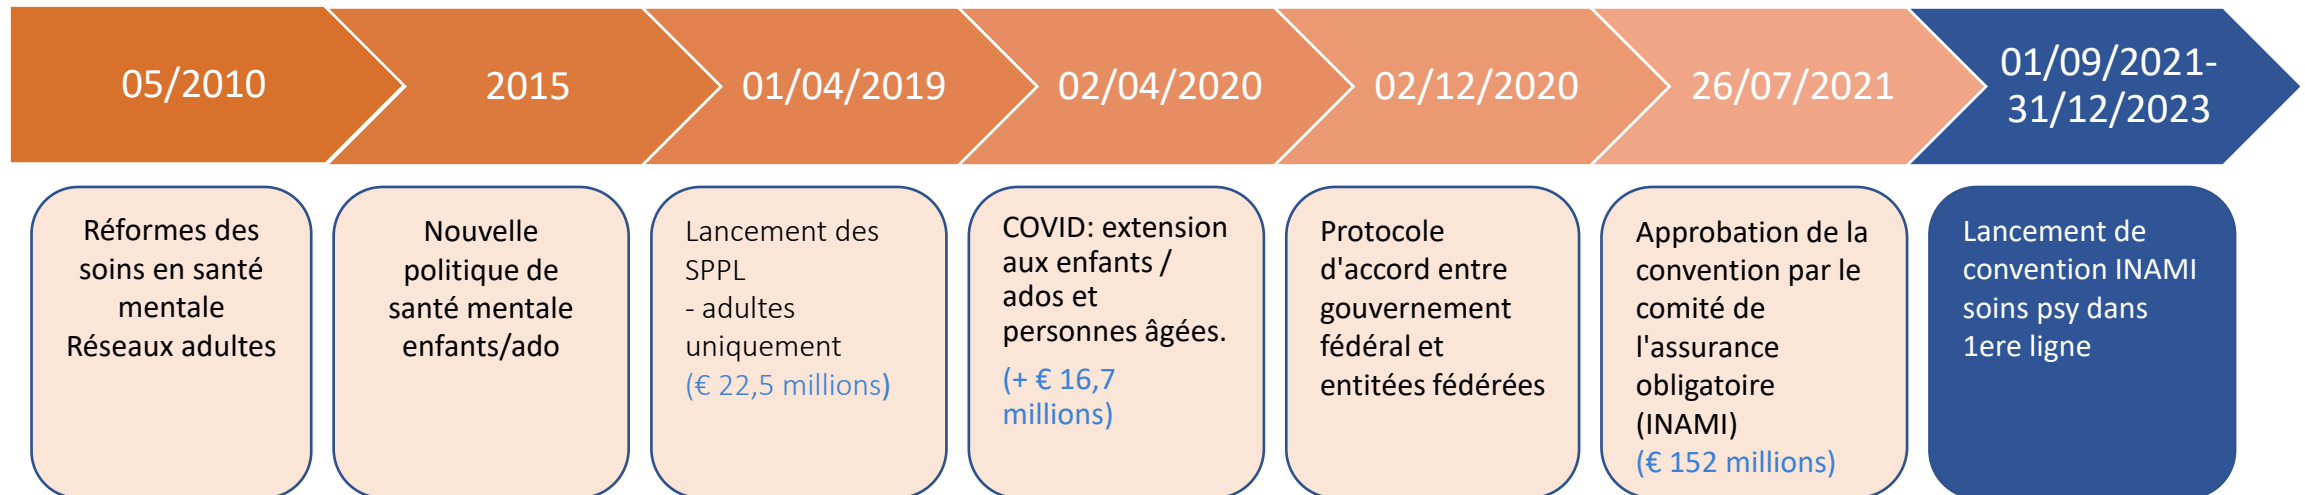 05/2010
2015
01/04/2019
02/04/2020
02/12/2020
26/07/2021
01/09/2021-
31/12/2023
Réformes des
soins en santé
mentale
Réseaux adultes
Nouvelle
politique de
santé mentale
enfants/ado
Lancement des
SPPL
- adultes
uniquement
(€ 22,5 millions)
COVID: extension
aux enfants /
ados et
personnes âgées.
(+ € 16,7
millions)
Protocole
d'accord entre
gouvernement
fédéral et
entitées fédérées
Approbation de la
convention par le
comité de
l'assurance
obligatoire
(INAMI)
(€ 152 millions)
Lancement de
convention INAMI
soins psy dans
1ere ligne